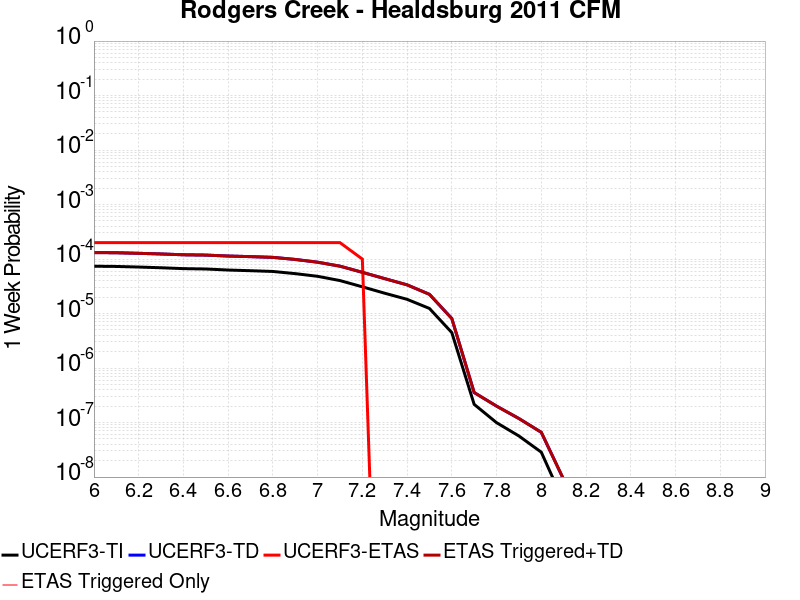 Rodgers Creek - Healdsburg 2011 CFM
10^0
10^-1
10^-2
10^-3
10^-4
10^-5
10^-6
10^-7
10^-8
1 Week Probability
6 6.2 6.4 6.6 6.8 7 7.2 7.4 7.6 7.8 8 8.2 8.4 8.6 8.8 9
Magnitude
UCERF3-TI UCERF3-TD UCERF3-ETAS ETAS Triggered+TD
ETAS Triggered Only